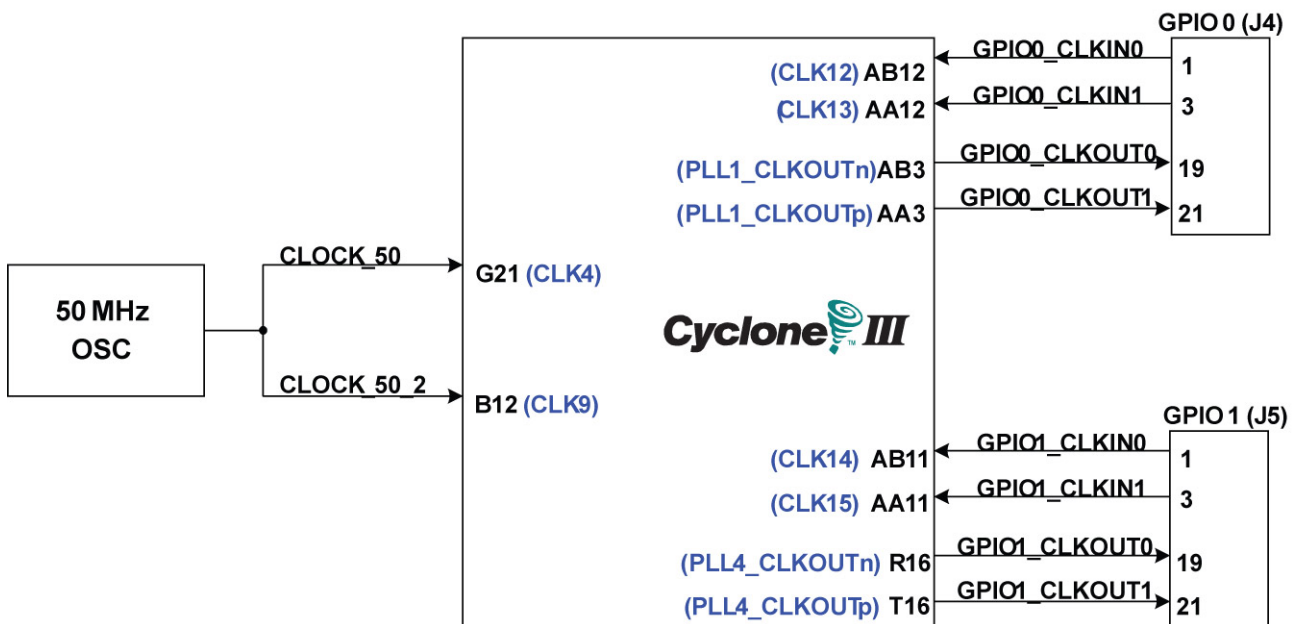 GPIO 0 (J4)
(CLK12) AB12 GPIO0_CLKIN0 1
(CLK13) AA12 GPIO0_CLKIN1 3
(PLL1_CLKOUTn) AB3 GPIO0_CLKOUT0 19
(PLL1_CLKOUTp) AA3 GPIO0_CLKOUT1 21
CLOCK_50
G21 (CLK4)
50 MHz
OSC
Cyclone III
TM
CLOCK_50_2
B12 (CLK9)
GPIO 1 (J5)
(CLK14) AB11 GPIO1_CLKIN0 1
(CLK15) AA11 GPIO1_CLKIN1 3
(PLL4_CLKOUTn) R16 GPIO1_CLKOUT0 19
(PLL4_CLKOUTp) T16 GPIO1_CLKOUT1 21